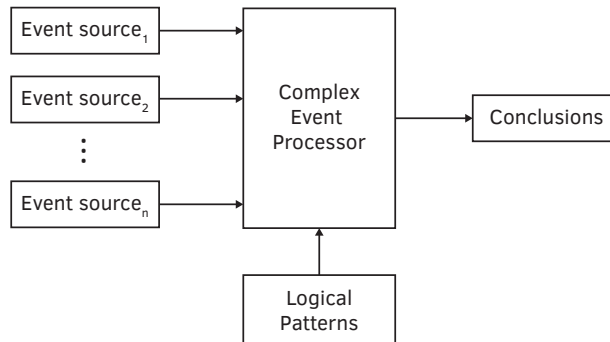 Event source₁
Event source₂
⋮
Event sourceₙ
Complex
Event
Processor
Conclusions
Logical
Patterns